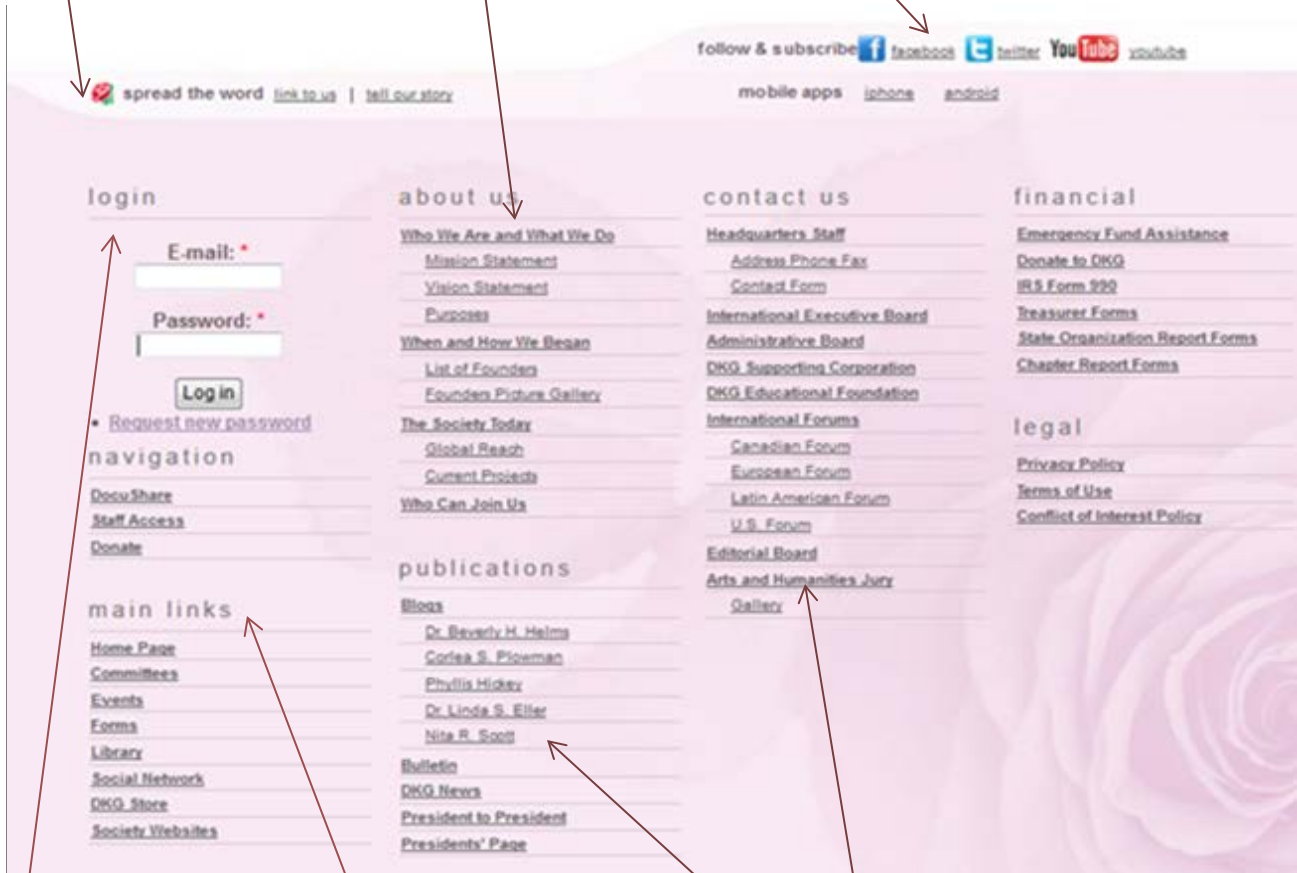 follow & subscribe facebook twitter YouTube youtube
spread the word link to us | tell our story
mobile apps iphone android
login
E-mail: *
Password: *
Log in
Request new password
navigation
DocuShare
Staff Access
Donate
main links
Home Page
Committees
Events
Forms
Library
Social Network
DKG Store
Society Websites
about us
Who We Are and What We Do
Mission Statement
Vision Statement
Purposes
When and How We Began
List of Founders
Founders Picture Gallery
The Society Today
Global Reach
Current Projects
Who Can Join Us
publications
Blogs
Dr. Beverly H. Helms
Corlea S. Plowman
Phyllis Hickey
Dr. Linda S. Eller
Nita R. Scott
Bulletin
DKG News
President to President
Presidents' Page
contact us
Headquarters Staff
Address Phone Fax
Contact Form
International Executive Board
Administrative Board
DKG Supporting Corporation
DKG Educational Foundation
International Forums
Canadian Forum
European Forum
Latin American Forum
U.S. Forum
Editorial Board
Arts and Humanities Jury
Gallery
financial
Emergency Fund Assistance
Donate to DKG
IRS Form 990
Treasurer Forms
State Organization Report Forms
Chapter Report Forms
legal
Privacy Policy
Terms of Use
Conflict of Interest Policy